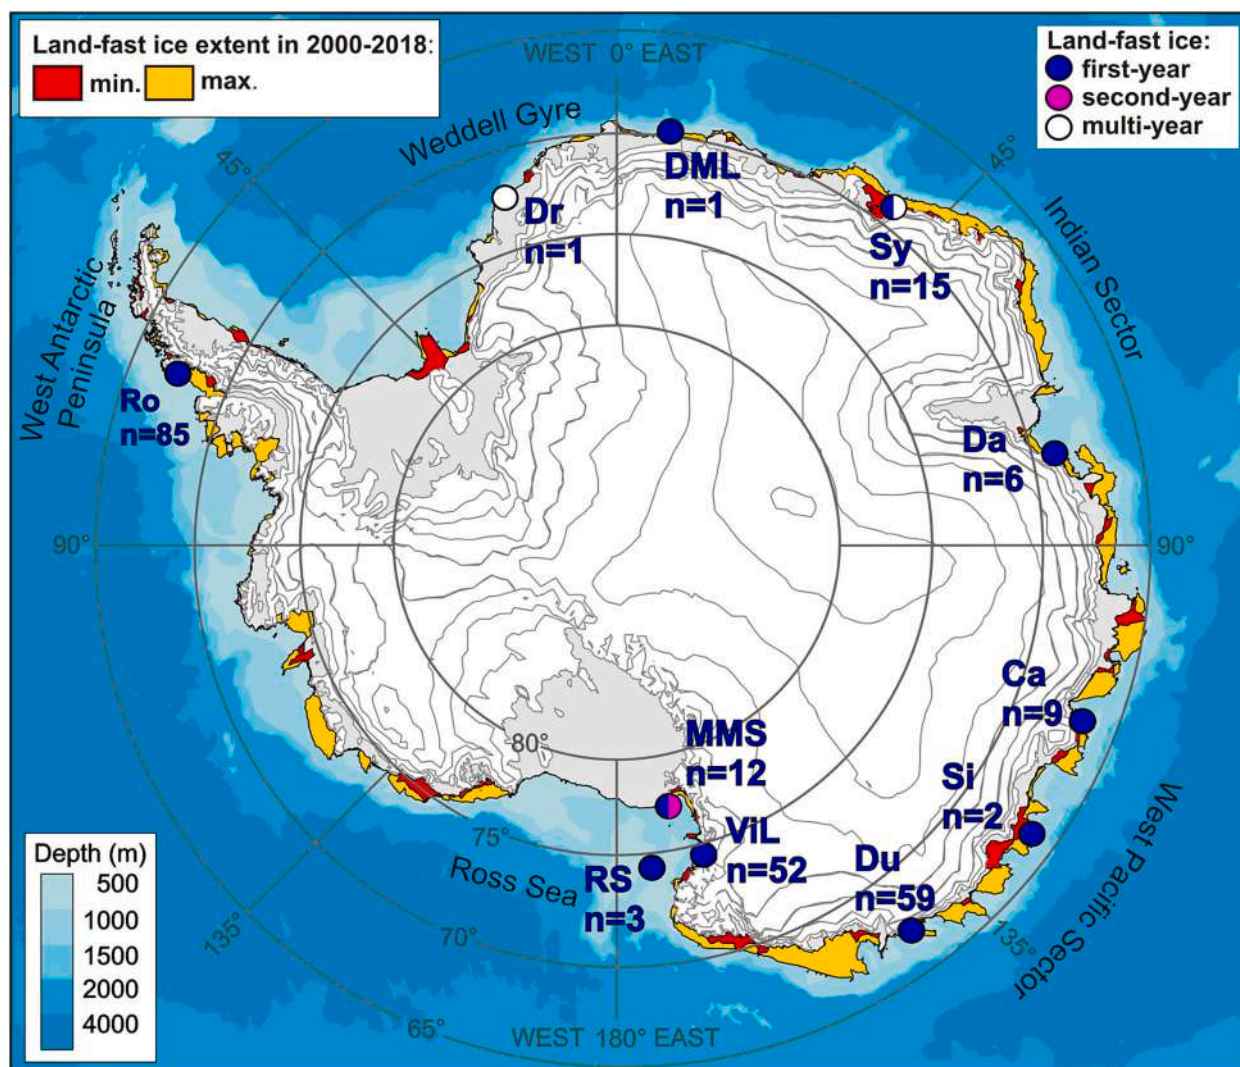 Land-fast ice extent in 2000-2018:
min.
max.
Land-fast ice:
first-year
second-year
multi-year
WEST 0° EAST
Weddell Gyre
45°
45°
DML
n=1
Dr
n=1
Sy
n=15
Indian Sector
West Antarctic
Peninsula
Ro
n=85
Da
n=6
90°
90°
Ca
n=9
MMS
n=12
80°
Si
n=2
ViL
n=52
Du
n=59
75°
Ross Sea
RS
n=3
West Pacific Sector
135°
135°
70°
65°
WEST 180° EAST
Depth (m)
500
1000
1500
2000
4000